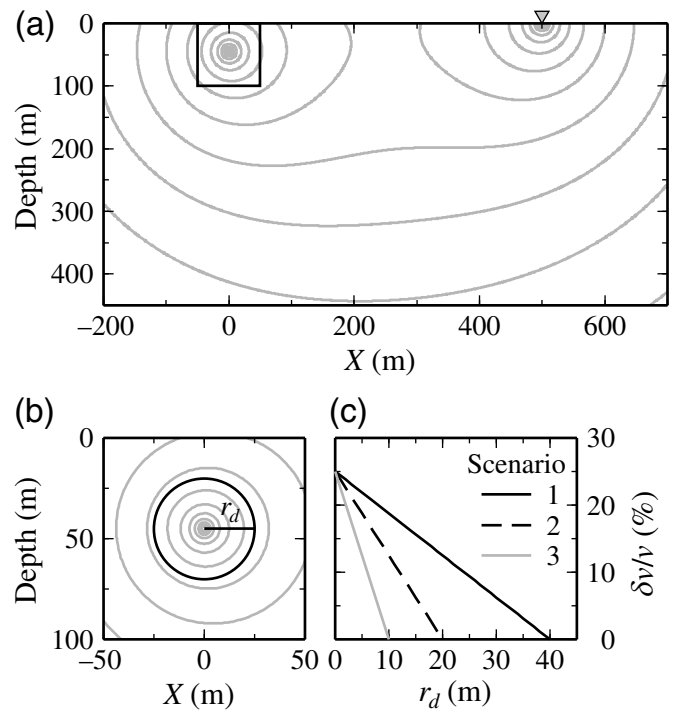 (a)
0
100
200
300
400
Depth (m)
−200 0 200 400 600
X (m)
(b)
0
50
100
Depth (m)
r_d
−50 0 50
X (m)
(c)
30
20
10
0
δv/v (%)
Scenario
1
2
3
0 10 20 30 40
r_d (m)